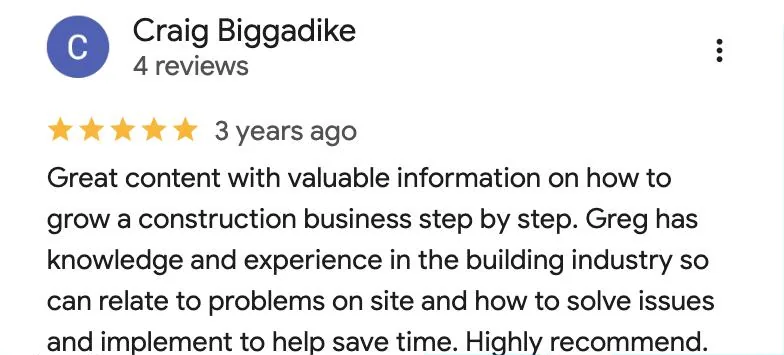 C
Craig Biggadike
4 reviews
3 years ago
Great content with valuable information on how to
grow a construction business step by step. Greg has
knowledge and experience in the building industry so
can relate to problems on site and how to solve issues
and implement to help save time. Highly recommend.